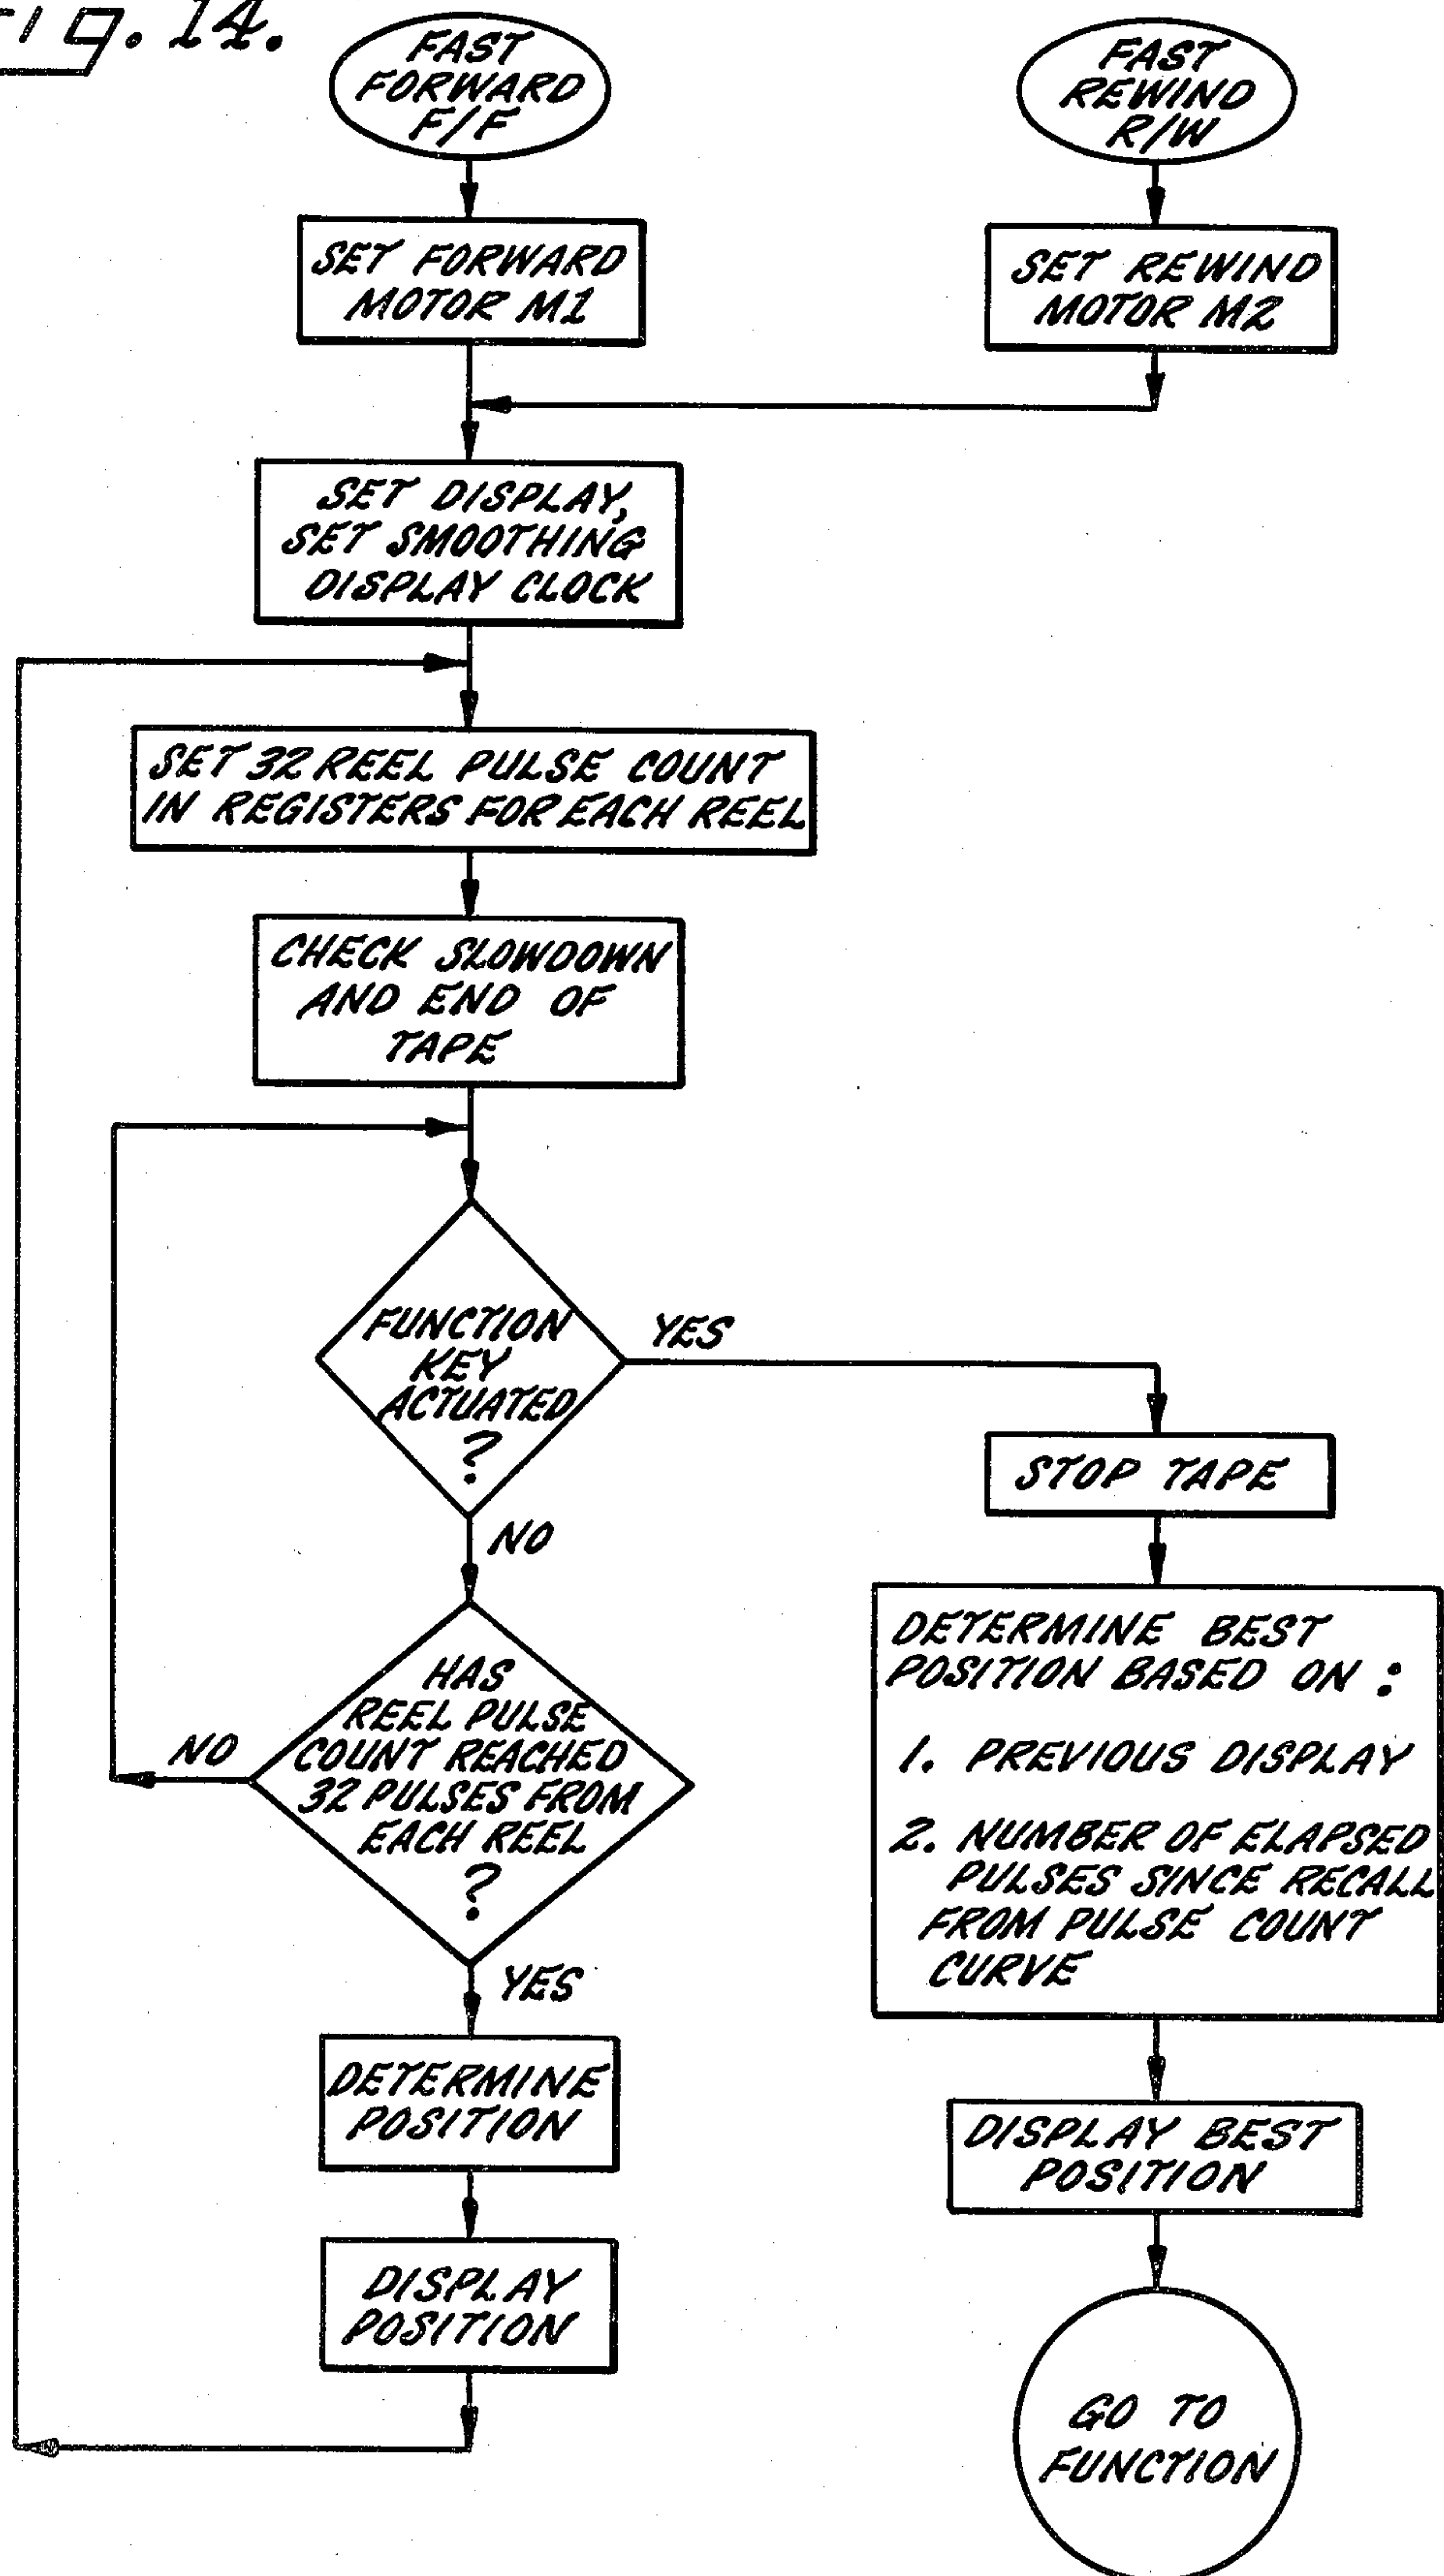 Fig. 14.
FAST
FORWARD
F/F
FAST
REWIND
R/W
SET FORWARD
MOTOR M1
SET REWIND
MOTOR M2
SET DISPLAY,
SET SMOOTHING
DISPLAY CLOCK
SET 32 REEL PULSE COUNT
IN REGISTERS FOR EACH REEL
CHECK SLOWDOWN
AND END OF
TAPE
FUNCTION
KEY
ACTUATED
?
YES
NO
STOP TAPE
HAS
REEL PULSE
COUNT REACHED
32 PULSES FROM
EACH REEL
?
NO
YES
DETERMINE BEST
POSITION BASED ON :
1. PREVIOUS DISPLAY
2. NUMBER OF ELAPSED
PULSES SINCE RECALL
FROM PULSE COUNT
CURVE
DETERMINE
POSITION
DISPLAY BEST
POSITION
DISPLAY
POSITION
GO TO
FUNCTION